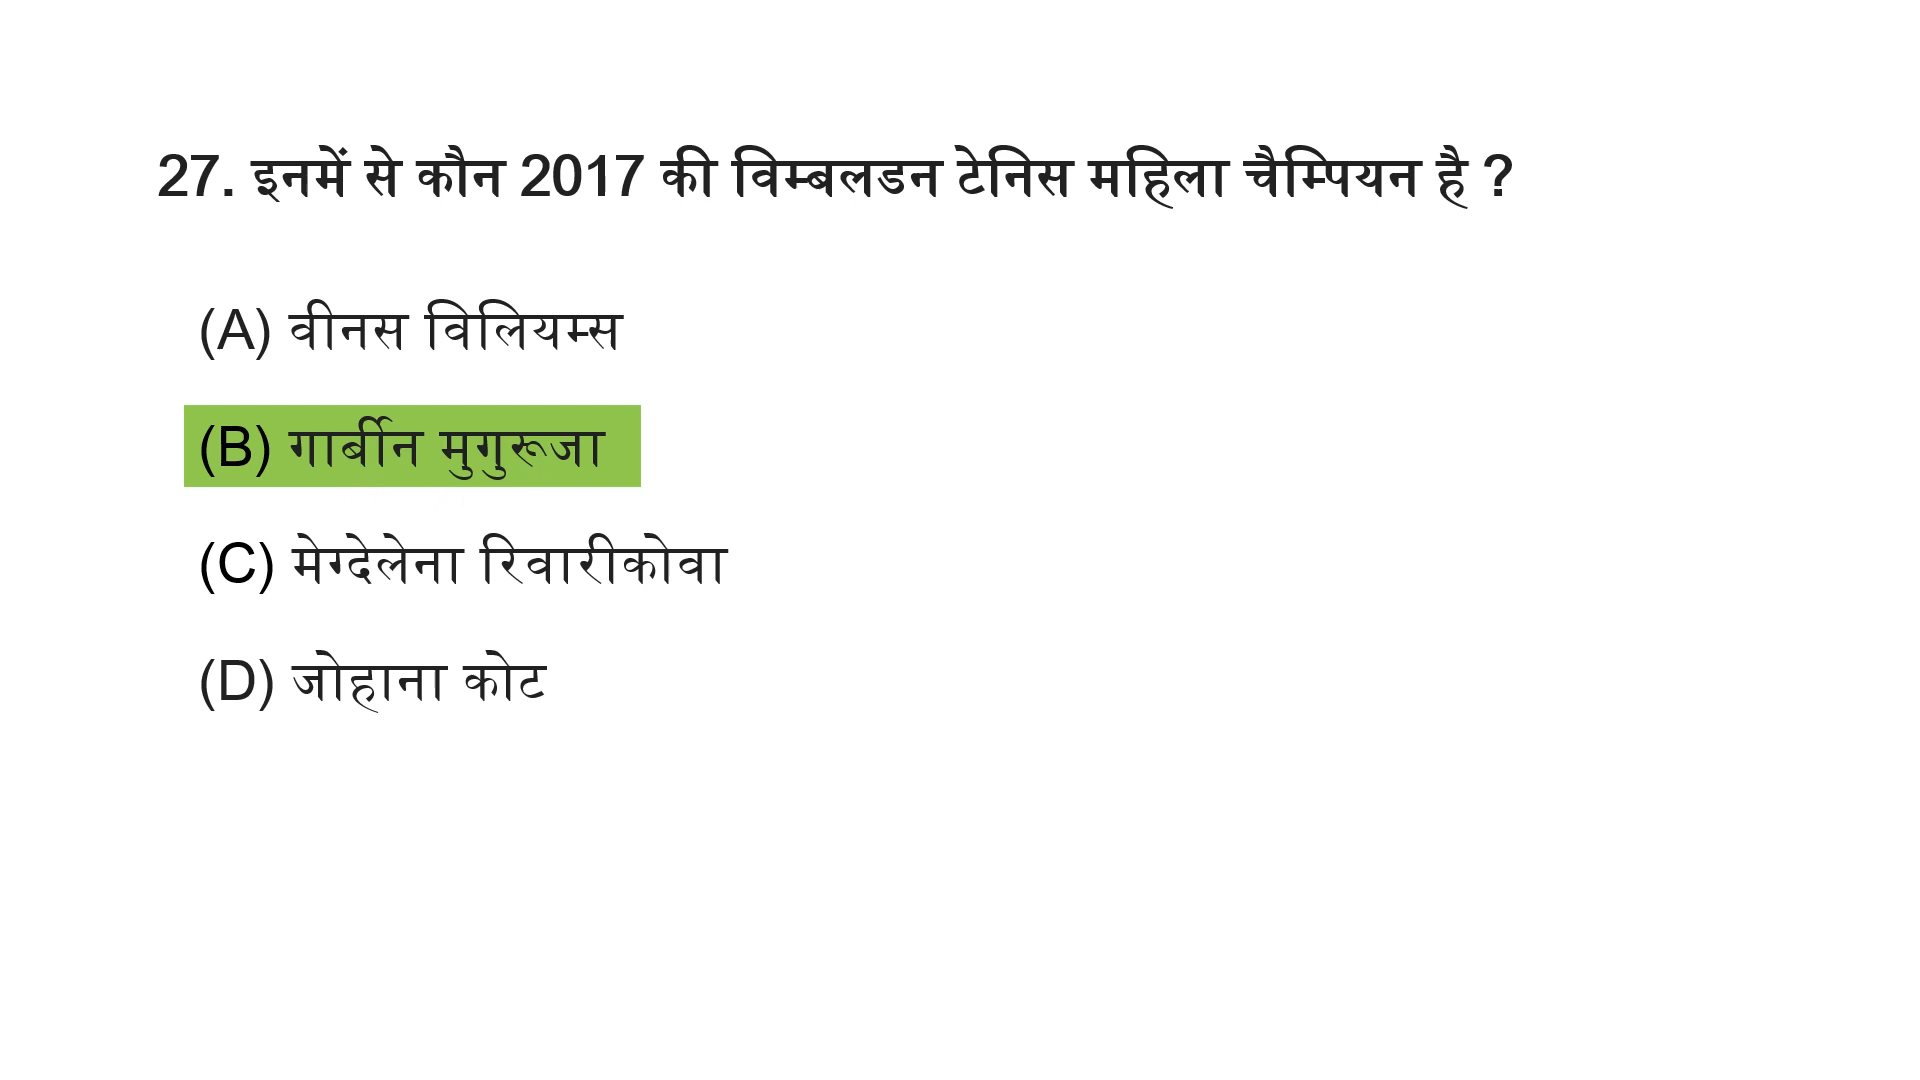 27. इनमें से कौन 2017 की विम्बलडन टेनिस महिला चैम्पियन है ?
(A) वीनस विलियम्स
(B) गार्बीन मुगुरूजा
(C) मेग्देलेना रिवारीकोवा
(D) जोहाना कोट